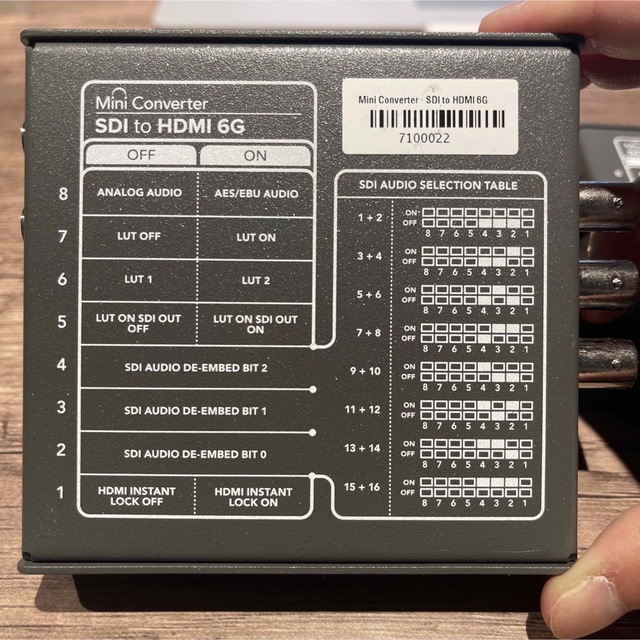 Mini Converter
SDI to HDMI 6G
OFF ON
8 ANALOG AUDIO AES/EBU AUDIO
7 LUT OFF LUT ON
6 LUT 1 LUT 2
5 LUT ON SDI OUT OFF LUT ON SDI OUT ON
4 SDI AUDIO DE-EMBED BIT 2
3 SDI AUDIO DE-EMBED BIT 1
2 SDI AUDIO DE-EMBED BIT 0
1 HDMI INSTANT LOCK OFF HDMI INSTANT LOCK ON
Mini Converter - SDI to HDMI 6G
7100022
SDI AUDIO SELECTION TABLE
1 + 2 ON
OFF
8 7 6 5 4 3 2 1
3 + 4 ON
OFF
8 7 6 5 4 3 2 1
5 + 6 ON
OFF
8 7 6 5 4 3 2 1
7 + 8 ON
OFF
8 7 6 5 4 3 2 1
9 + 10 ON
OFF
8 7 6 5 4 3 2 1
11 + 12 ON
OFF
8 7 6 5 4 3 2 1
13 + 14 ON
OFF
8 7 6 5 4 3 2 1
15 + 16 ON
OFF
8 7 6 5 4 3 2 1